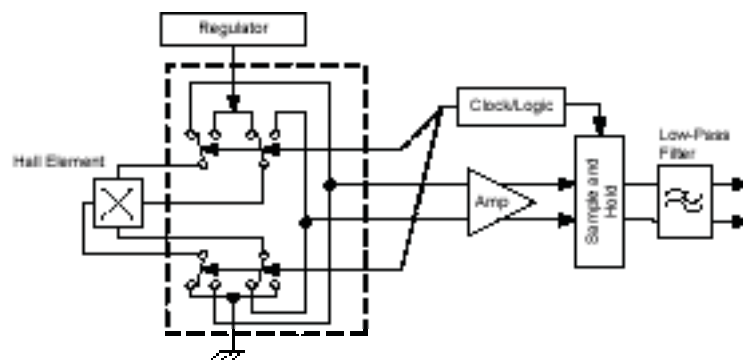 Regulator
Clock/Logic
Low-Pass
Filter
Hall Element
Amp
Sample and
Hold